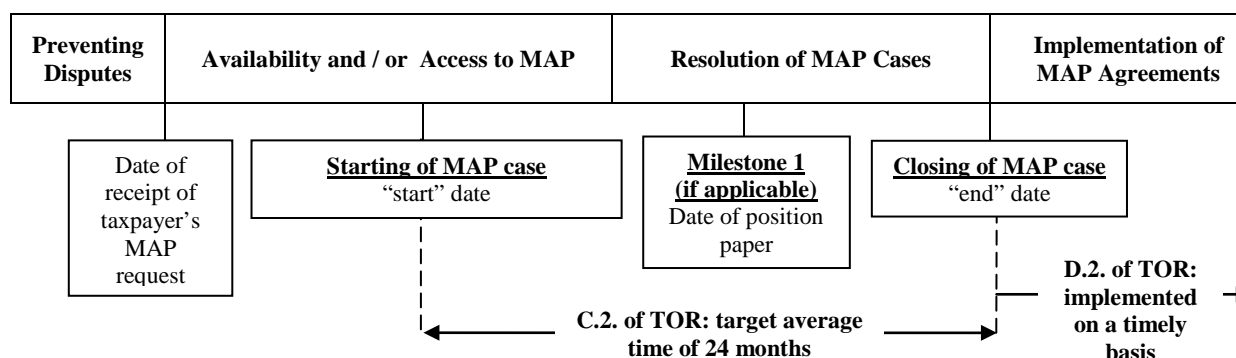 Preventing
Disputes
Availability and / or Access to MAP
Resolution of MAP Cases
Implementation of
MAP Agreements
Date of
receipt of
taxpayer’s
MAP
request
Starting of MAP case
“start” date
Milestone 1
(if applicable)
Date of position
paper
Closing of MAP case
“end” date
C.2. of TOR: target average
time of 24 months
D.2. of TOR:
implemented
on a timely
basis